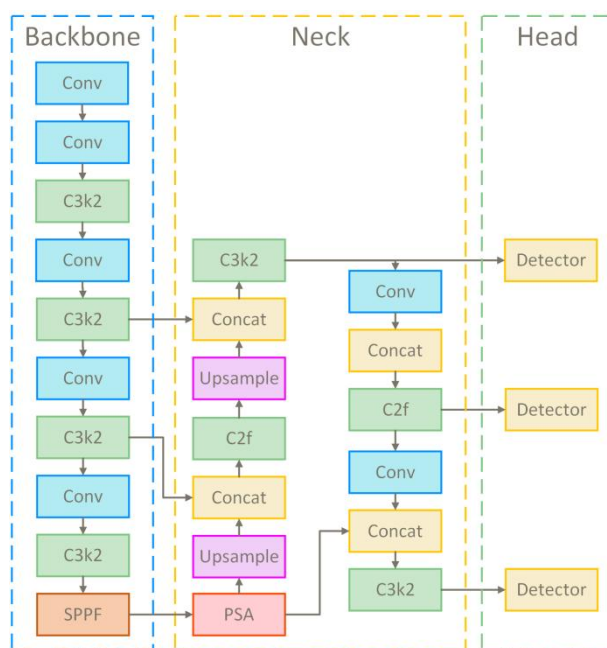 Backbone
Conv
Conv
C3k2
Conv
C3k2
Conv
C3k2
Conv
C3k2
SPPF
Neck
C3k2
Concat
Upsample
C2f
Concat
Upsample
PSA
Conv
Concat
C2f
Conv
Concat
C3k2
Head
Detector
Detector
Detector